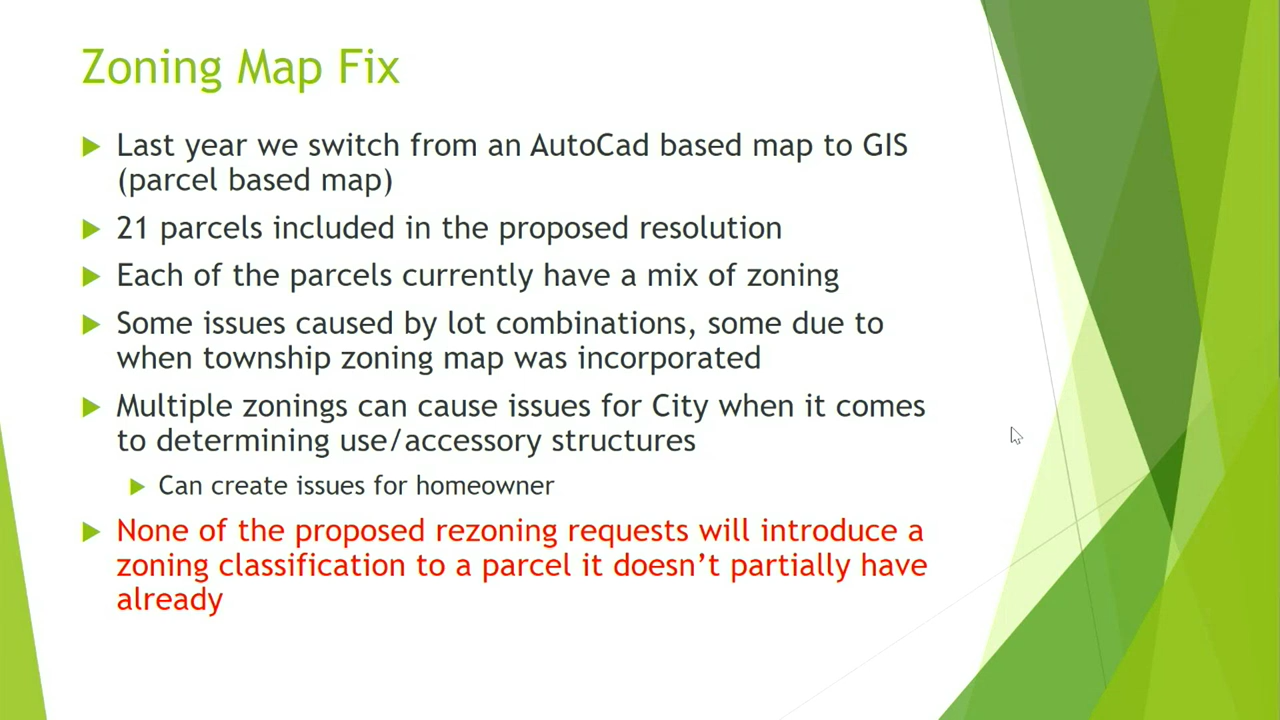 Zoning Map Fix
Last year we switch from an AutoCad based map to GIS
(parcel based map)
21 parcels included in the proposed resolution
Each of the parcels currently have a mix of zoning
Some issues caused by lot combinations, some due to
when township zoning map was incorporated
Multiple zonings can cause issues for City when it comes
to determining use/accessory structures
Can create issues for homeowner
None of the proposed rezoning requests will introduce a
zoning classification to a parcel it doesn’t partially have
already